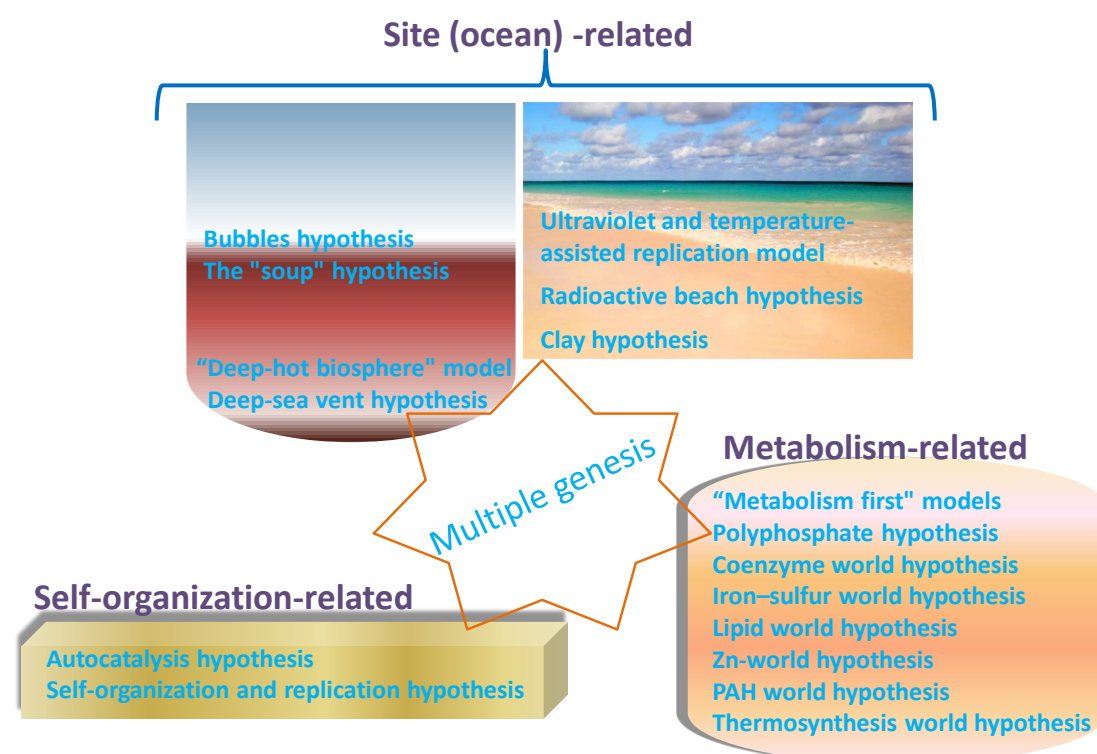 Site (ocean) -related
Bubbles hypothesis
The "soup" hypothesis
“Deep-hot biosphere" model
Deep-sea vent hypothesis
Ultraviolet and temperature-
assisted replication model
Radioactive beach hypothesis
Clay hypothesis
Multiple genesis
Metabolism-related
“Metabolism first" models
Polyphosphate hypothesis
Coenzyme world hypothesis
Iron–sulfur world hypothesis
Lipid world hypothesis
Zn-world hypothesis
PAH world hypothesis
Thermosynthesis world hypothesis
Self-organization-related
Autocatalysis hypothesis
Self-organization and replication hypothesis